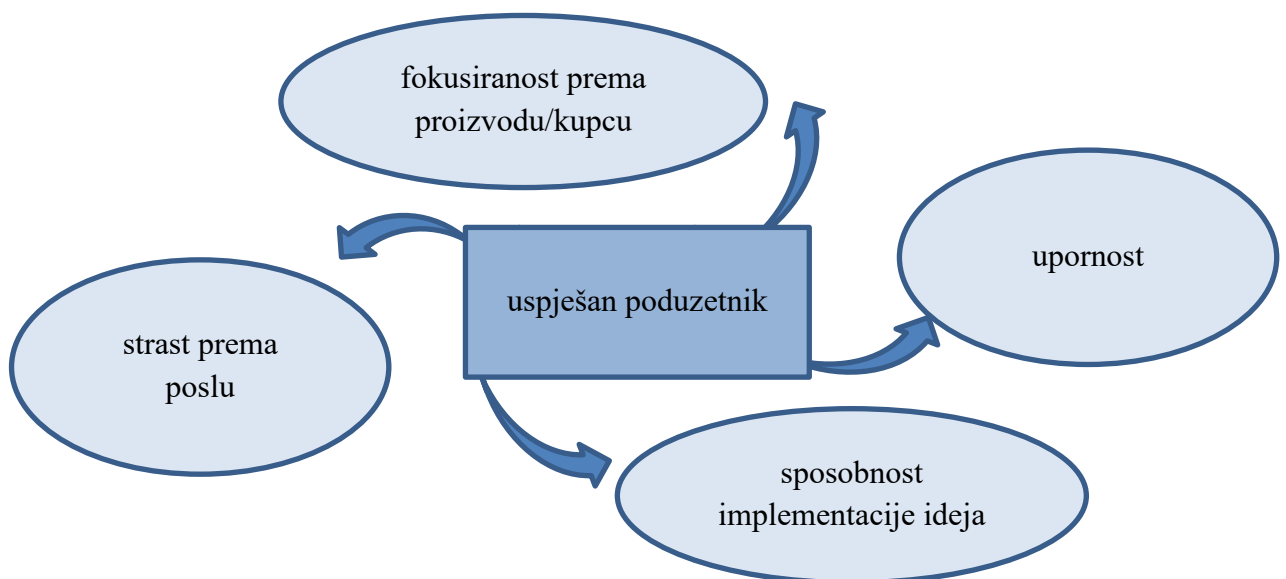 fokusiranost prema
proizvodu/kupcu
upornost
uspješan poduzetnik
strast prema
poslu
sposobnost
implementacije ideja